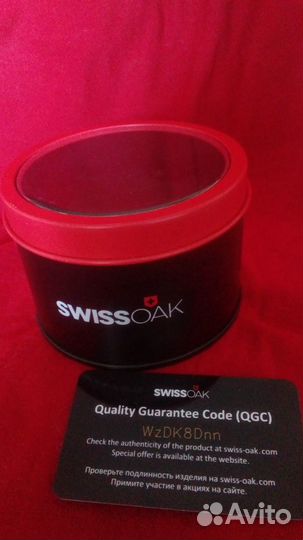 SWISSOAK
SWISSOAK
Quality Guarantee Code (QGC)
WzDK8Dnn
Check the authenticity of the product at swiss-oak.com
Special offer is available at the website.
Проверьте подлинность изделия на swiss-oak.com
Примите участие в акциях на сайте.
Avito